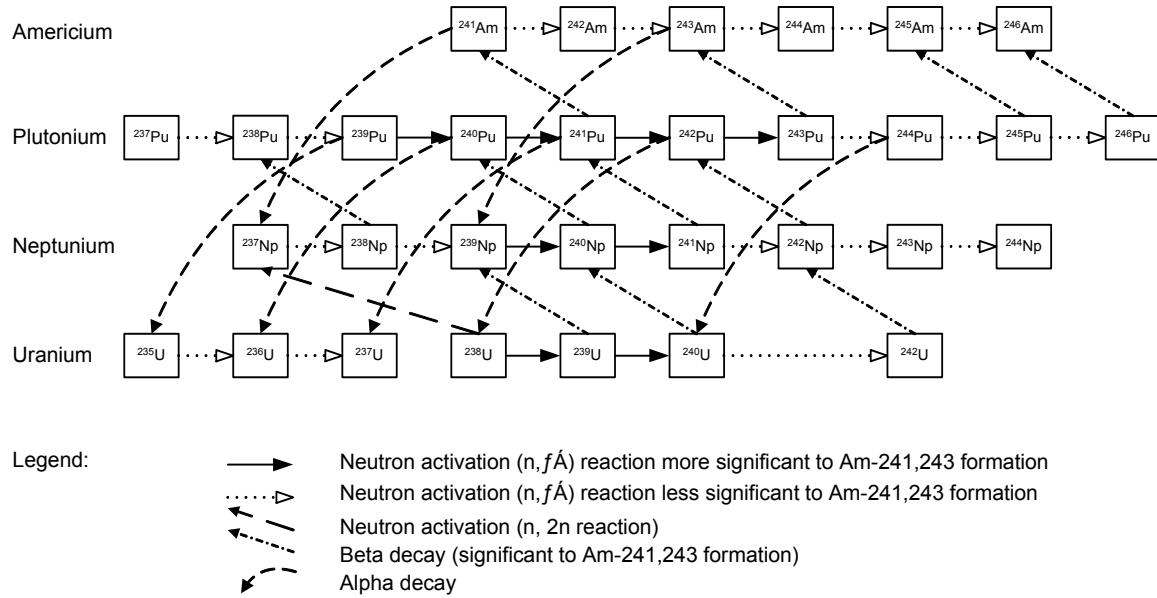 Americium
²⁴¹Am ²⁴²Am ²⁴³Am ²⁴⁴Am ²⁴⁵Am ²⁴⁶Am
Plutonium
²³⁷Pu ²³⁸Pu ²³⁹Pu ²⁴⁰Pu ²⁴¹Pu ²⁴²Pu ²⁴³Pu ²⁴⁴Pu ²⁴⁵Pu ²⁴⁶Pu
Neptunium
²³⁷Np ²³⁸Np ²³⁹Np ²⁴⁰Np ²⁴¹Np ²⁴²Np ²⁴³Np ²⁴⁴Np
Uranium
²³⁵U ²³⁶U ²³⁷U ²³⁸U ²³⁹U ²⁴⁰U ²⁴²U
Legend:
Neutron activation (n,ƒÁ) reaction more significant to Am-241,243 formation
Neutron activation (n,ƒÁ) reaction less significant to Am-241,243 formation
Neutron activation (n, 2n reaction)
Beta decay (significant to Am-241,243 formation)
Alpha decay